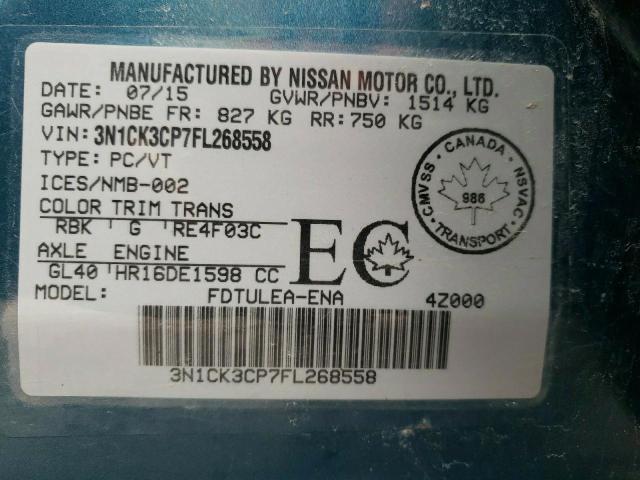 MANUFACTURED BY NISSAN MOTOR CO., LTD.
DATE: 07/15 GVWR/PNBV: 1514 KG
GAWR/PNBE FR: 827 KG RR: 750 KG
VIN: 3N1CK3CP7FL268558
TYPE: PC/VT
ICES/NMB-002
COLOR TRIM TRANS
RBK G RE4F03C
AXLE ENGINE
GL40 HR16DE1598 CC
EC
MODEL: FDTULEA-ENA 4Z000
3N1CK3CP7FL268558
CANADA
CMVSS · NSVAC
986
TRANSPORT